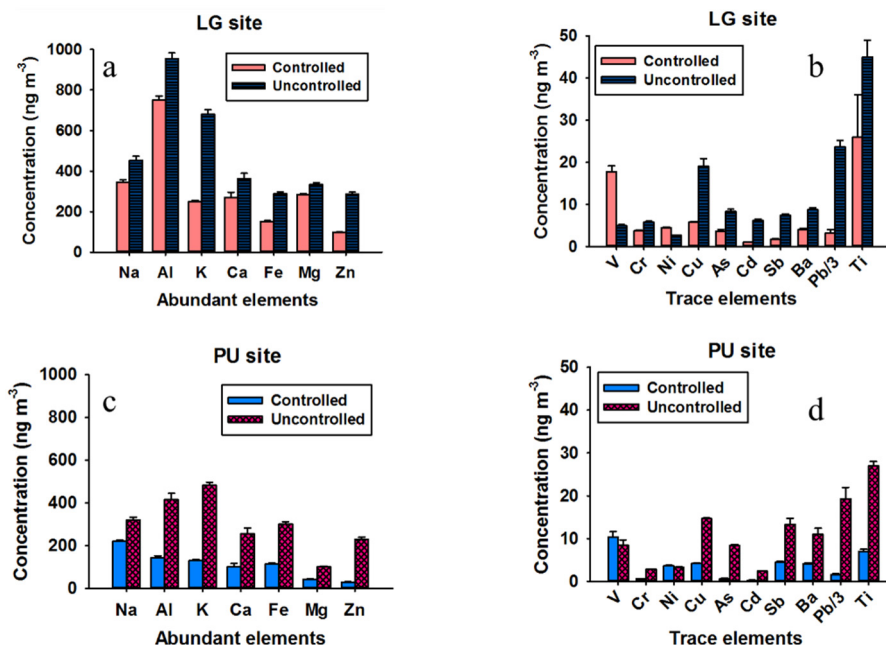 LG site
a
Controlled
Uncontrolled
Concentration (ng m-3)
1000
800
600
400
200
0
Na Al K Ca Fe Mg Zn
Abundant elements
LG site
b
Controlled
Uncontrolled
Concentration (ng m-3)
50
40
30
20
10
0
V Cr Ni Cu As Cd Sb Ba Pb/3 Ti
Trace elements
PU site
c
Controlled
Uncontrolled
Concentration (ng m-3)
1000
800
600
400
200
0
Na Al K Ca Fe Mg Zn
Abundant elements
PU site
d
Controlled
Uncontrolled
Concentration (ng m-3)
50
40
30
20
10
0
V Cr Ni Cu As Cd Sb Ba Pb/3 Ti
Trace elements